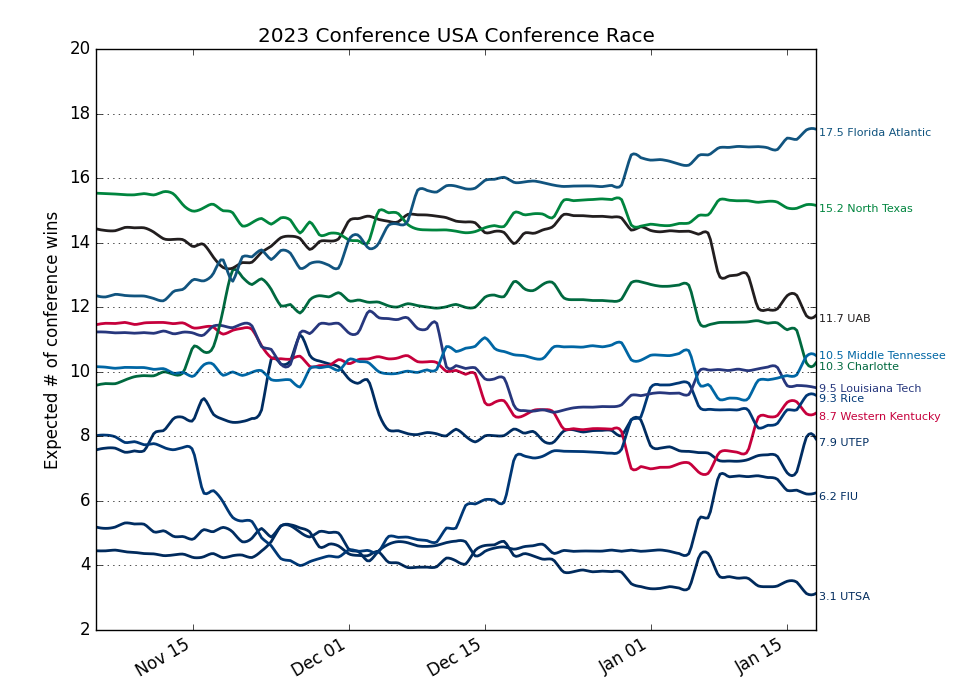 2023 Conference USA Conference Race
Expected # of conference wins
20
18
16
14
12
10
8
6
4
2
Nov 15
Dec 01
Dec 15
Jan 01
Jan 15
17.5 Florida Atlantic
15.2 North Texas
11.7 UAB
10.5 Middle Tennessee
10.3 Charlotte
9.5 Louisiana Tech
9.3 Rice
8.7 Western Kentucky
7.9 UTEP
6.2 FIU
3.1 UTSA